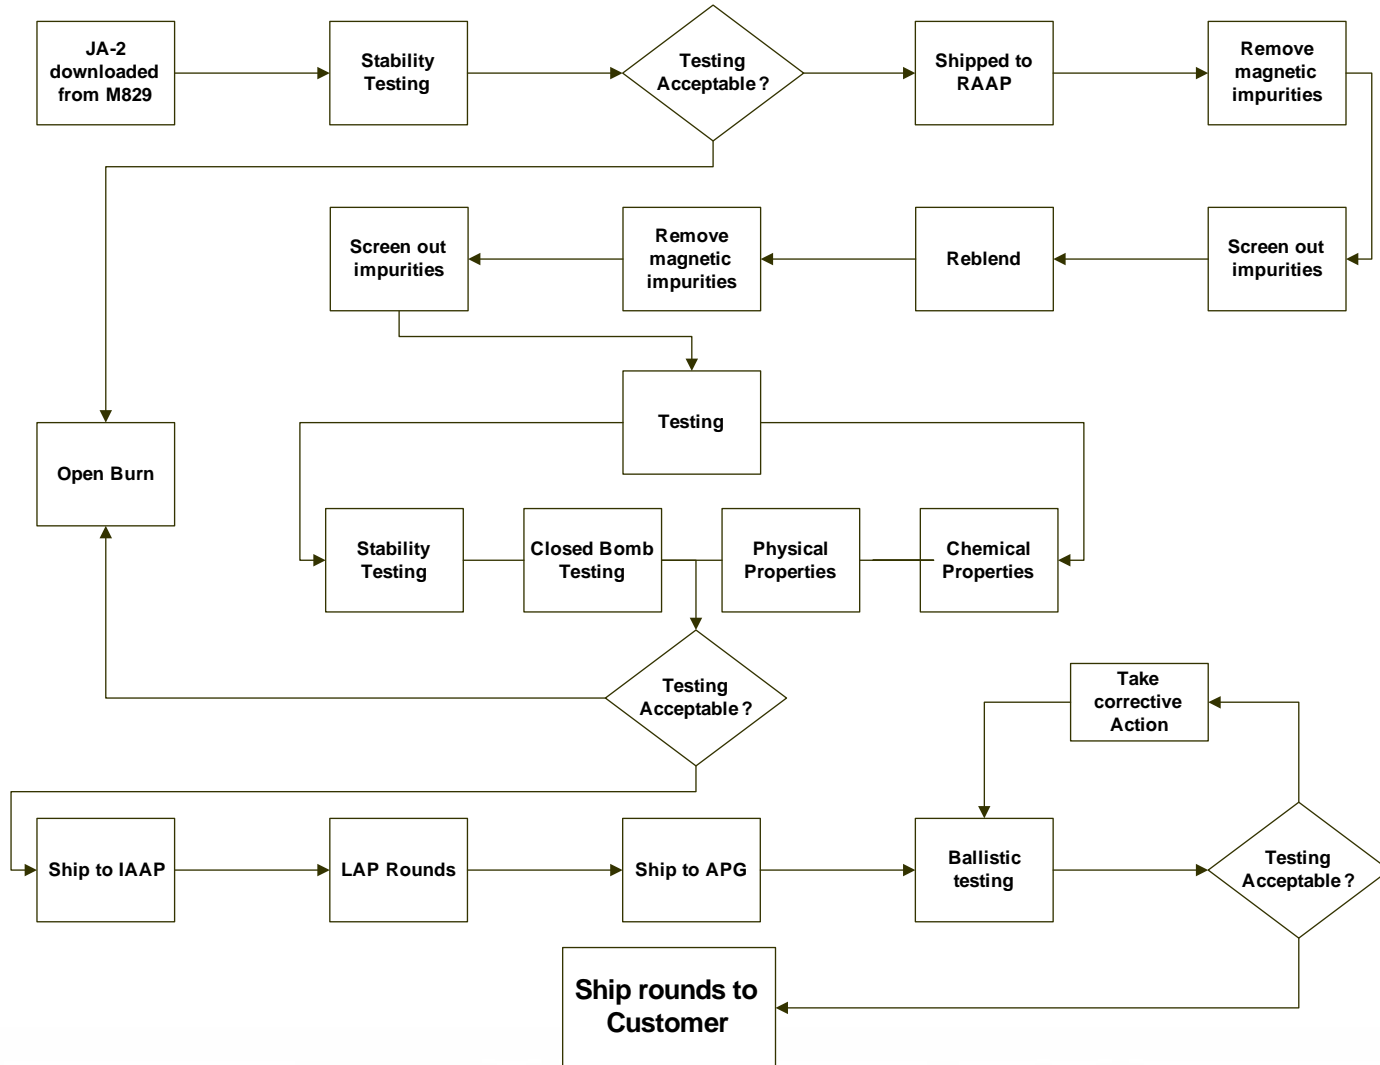 JA-2
downloaded
from M829
Stability
Testing
Testing
Acceptable ?
Shipped to
RAAP
Remove
magnetic
impurities
Screen out
impurities
Remove
magnetic
impurities
Reblend
Screen out
impurities
Testing
Open Burn
Stability
Testing
Closed Bomb
Testing
Physical
Properties
Chemical
Properties
Testing
Acceptable ?
Take
corrective
Action
Ship to IAAP
LAP Rounds
Ship to APG
Ballistic
testing
Testing
Acceptable ?
Ship rounds to
Customer